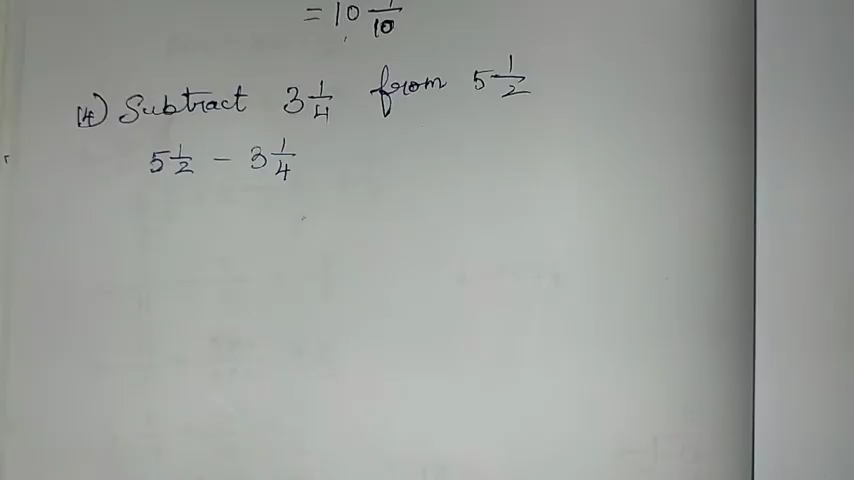 = 10 1/10
(4) Subtract 3 1/4 from 5 1/2
5 1/2 - 3 1/4